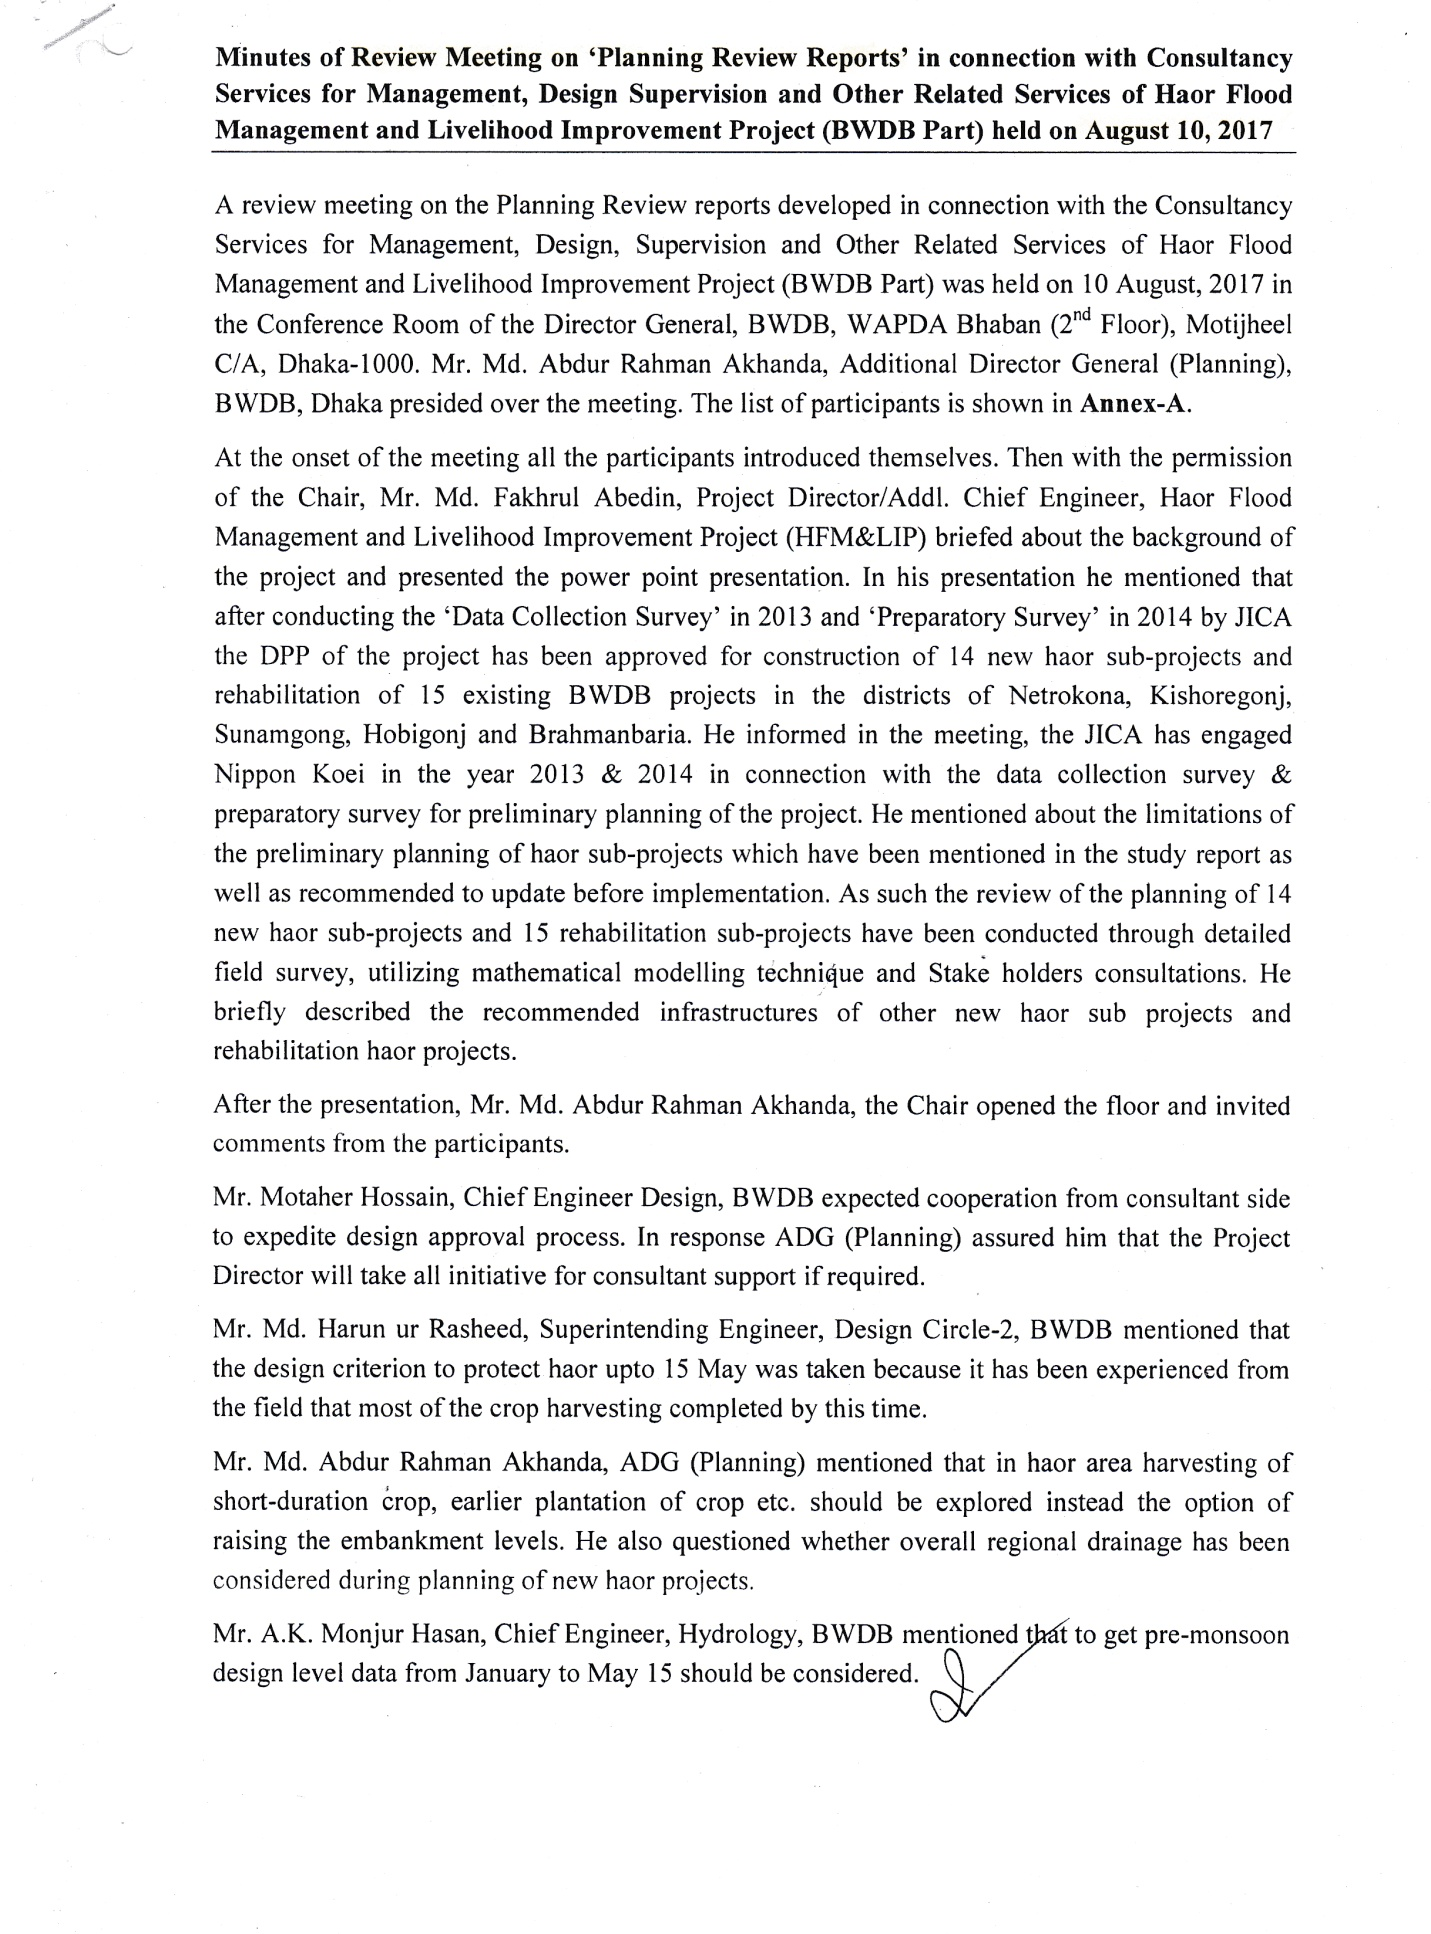 Minutes of Review Meeting on ‘Planning Review Reports’ in connection with Consultancy
Services for Management, Design Supervision and Other Related Services of Haor Flood
Management and Livelihood Improvement Project (BWDB Part) held on August 10, 2017
A review meeting on the Planning Review reports developed in connection with the Consultancy
Services for Management, Design, Supervision and Other Related Services of Haor Flood
Management and Livelihood Improvement Project (BWDB Part) was held on 10 August, 2017 in
the Conference Room of the Director General, BWDB, WAPDA Bhaban (2nd Floor), Motijheel
C/A, Dhaka-1000. Mr. Md. Abdur Rahman Akhanda, Additional Director General (Planning),
BWDB, Dhaka presided over the meeting. The list of participants is shown in Annex-A.
At the onset of the meeting all the participants introduced themselves. Then with the permission
of the Chair, Mr. Md. Fakhrul Abedin, Project Director/Addl. Chief Engineer, Haor Flood
Management and Livelihood Improvement Project (HFM&LIP) briefed about the background of
the project and presented the power point presentation. In his presentation he mentioned that
after conducting the ‘Data Collection Survey’ in 2013 and ‘Preparatory Survey’ in 2014 by JICA
the DPP of the project has been approved for construction of 14 new haor sub-projects and
rehabilitation of 15 existing BWDB projects in the districts of Netrokona, Kishoregonj,
Sunamgong, Hobigonj and Brahmanbaria. He informed in the meeting, the JICA has engaged
Nippon Koei in the year 2013 & 2014 in connection with the data collection survey &
preparatory survey for preliminary planning of the project. He mentioned about the limitations of
the preliminary planning of haor sub-projects which have been mentioned in the study report as
well as recommended to update before implementation. As such the review of the planning of 14
new haor sub-projects and 15 rehabilitation sub-projects have been conducted through detailed
field survey, utilizing mathematical modelling technique and Stake holders consultations. He
briefly described the recommended infrastructures of other new haor sub projects and
rehabilitation haor projects.
After the presentation, Mr. Md. Abdur Rahman Akhanda, the Chair opened the floor and invited
comments from the participants.
Mr. Motaher Hossain, Chief Engineer Design, BWDB expected cooperation from consultant side
to expedite design approval process. In response ADG (Planning) assured him that the Project
Director will take all initiative for consultant support if required.
Mr. Md. Harun ur Rasheed, Superintending Engineer, Design Circle-2, BWDB mentioned that
the design criterion to protect haor upto 15 May was taken because it has been experienced from
the field that most of the crop harvesting completed by this time.
Mr. Md. Abdur Rahman Akhanda, ADG (Planning) mentioned that in haor area harvesting of
short-duration crop, earlier plantation of crop etc. should be explored instead the option of
raising the embankment levels. He also questioned whether overall regional drainage has been
considered during planning of new haor projects.
Mr. A.K. Monjur Hasan, Chief Engineer, Hydrology, BWDB mentioned that to get pre-monsoon
design level data from January to May 15 should be considered.